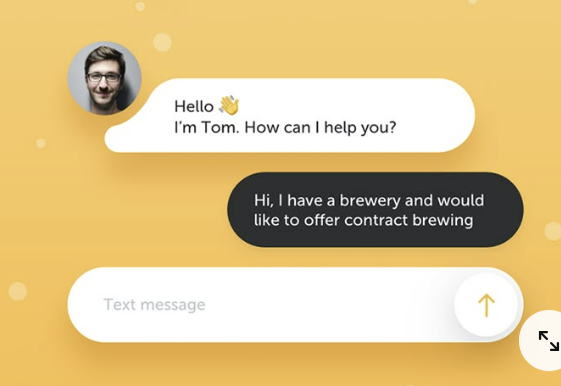 Hello 👋
I'm Tom. How can I help you?
Hi, I have a brewery and would
like to offer contract brewing
Text message